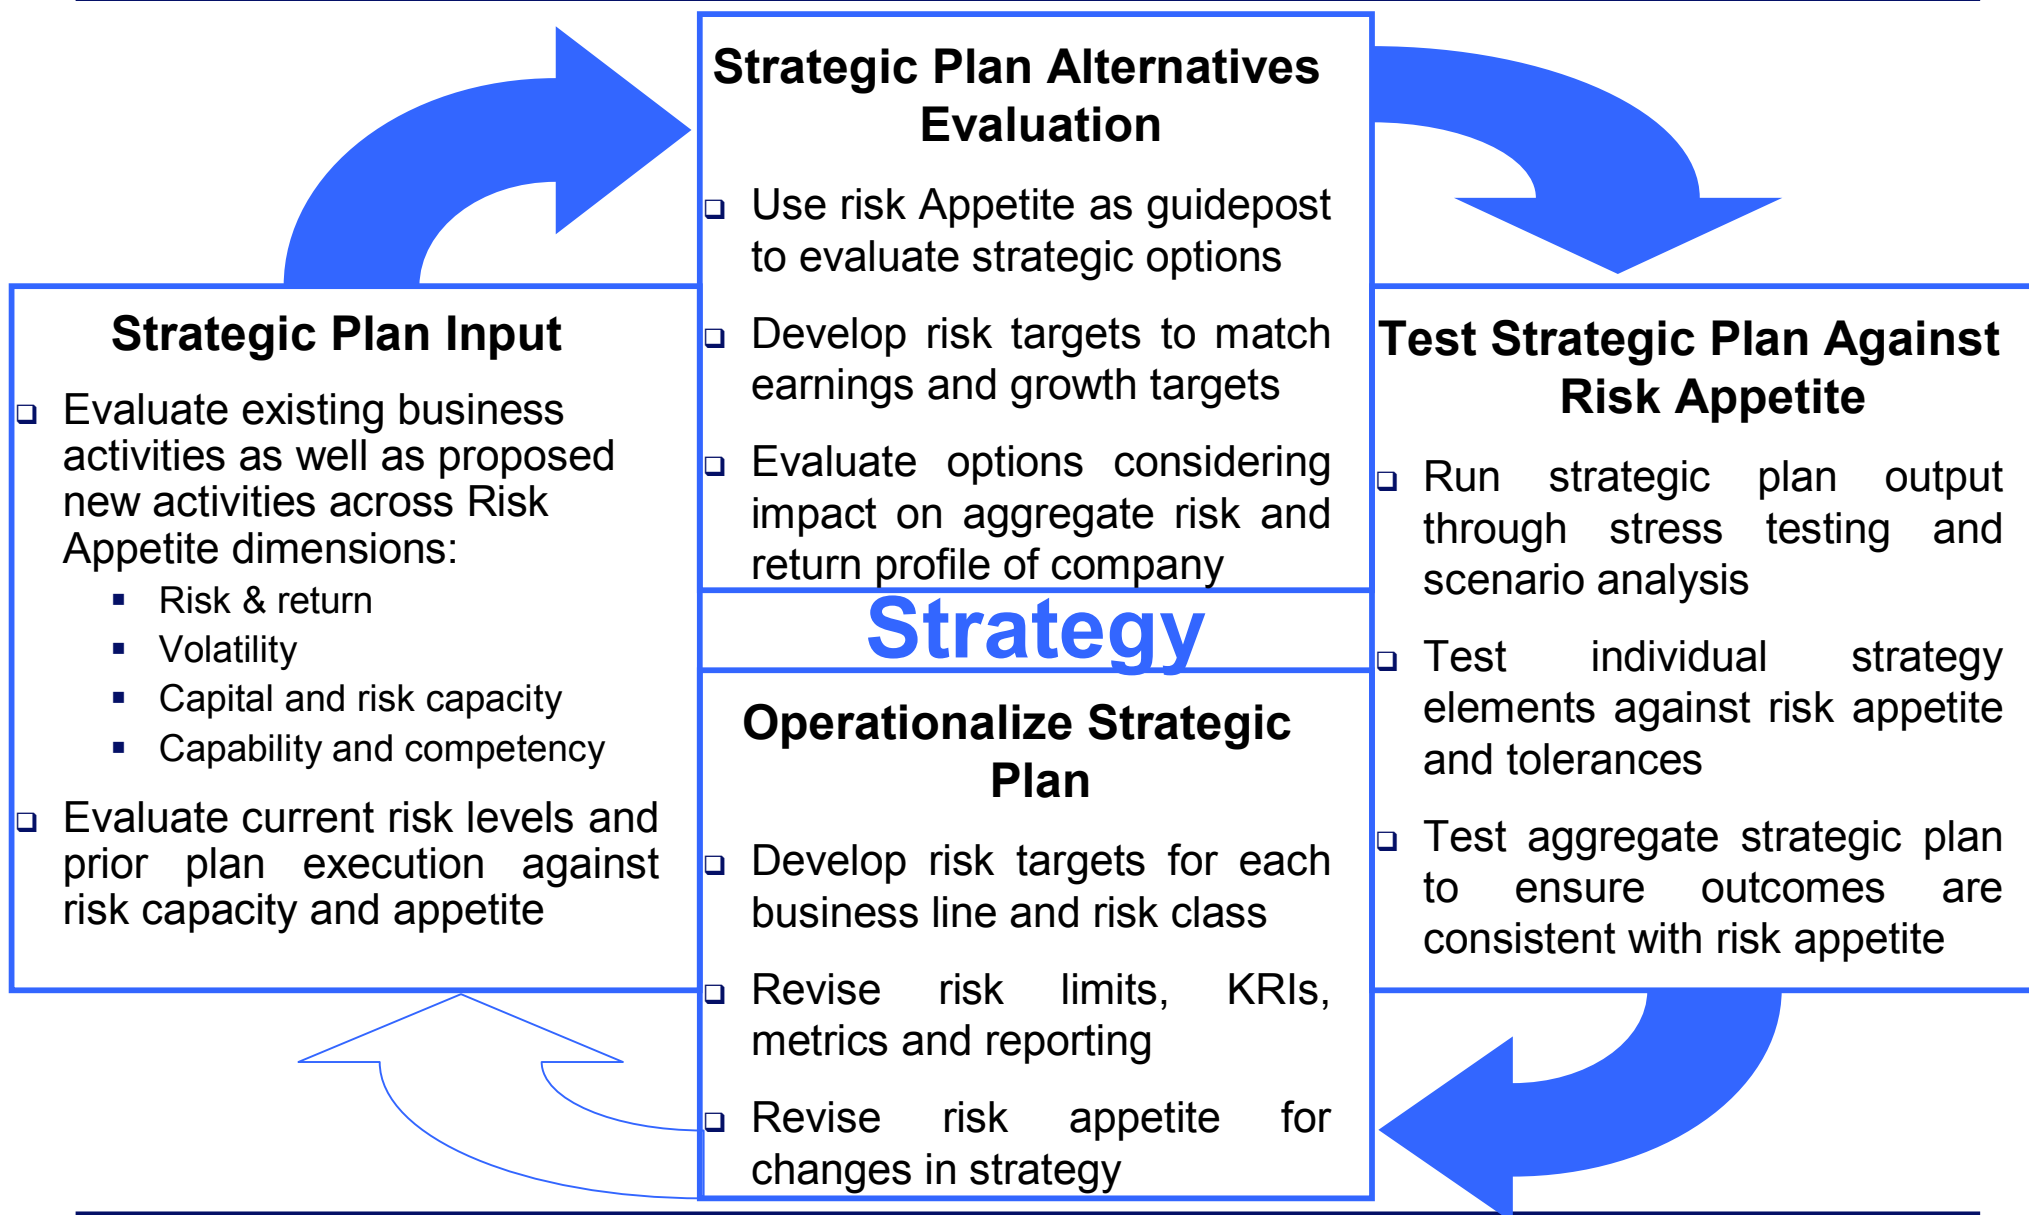 Strategic Plan Alternatives
Evaluation
Use risk Appetite as guidepost
to evaluate strategic options
Develop risk targets to match
earnings and growth targets
Evaluate options considering
impact on aggregate risk and
return profile of company
Strategic Plan Input
Evaluate existing business
activities as well as proposed
new activities across Risk
Appetite dimensions:
Risk & return
Volatility
Capital and risk capacity
Capability and competency
Evaluate current risk levels and
prior plan execution against
risk capacity and appetite
Strategy
Test Strategic Plan Against
Risk Appetite
Run strategic plan output
through stress testing and
scenario analysis
Test individual strategy
elements against risk appetite
and tolerances
Test aggregate strategic plan
to ensure outcomes are
consistent with risk appetite
Operationalize Strategic
Plan
Develop risk targets for each
business line and risk class
Revise risk limits, KRIs,
metrics and reporting
Revise risk appetite for
changes in strategy